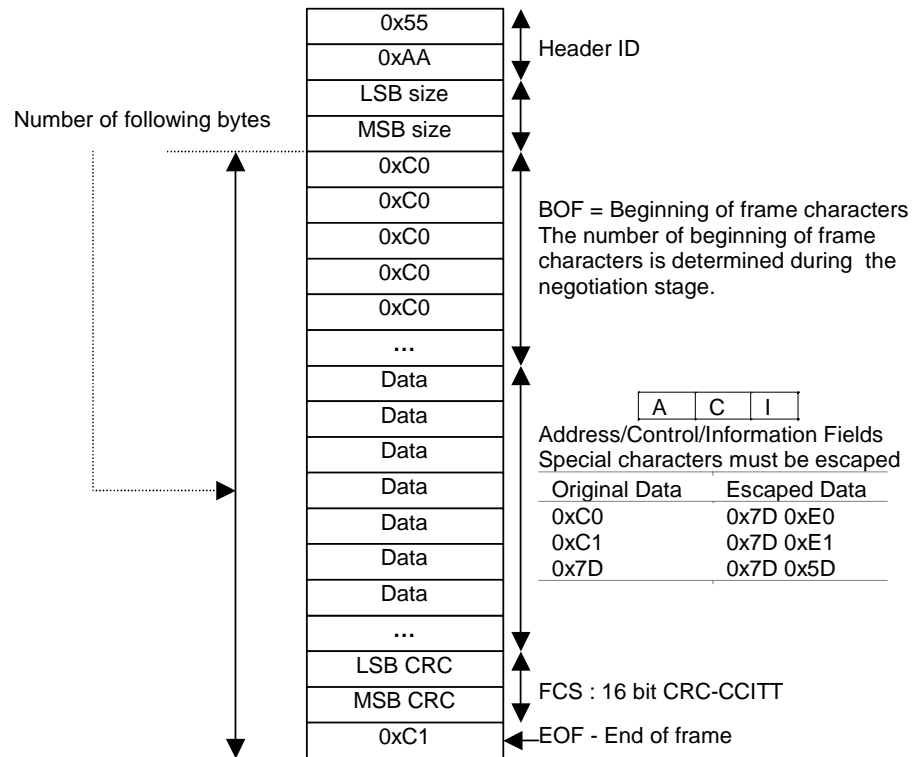 0x55
0xAA
Header ID
LSB size
MSB size
Number of following bytes
0xC0
0xC0
0xC0
0xC0
0xC0
...
BOF = Beginning of frame characters
The number of beginning of frame
characters is determined during the
negotiation stage.
Data
Data
Data
Data
Data
Data
Data
...
A C I
Address/Control/Information Fields
Special characters must be escaped
Original Data Escaped Data
0xC0 0x7D 0xE0
0xC1 0x7D 0xE1
0x7D 0x7D 0x5D
LSB CRC
MSB CRC
FCS : 16 bit CRC-CCITT
0xC1
EOF - End of frame